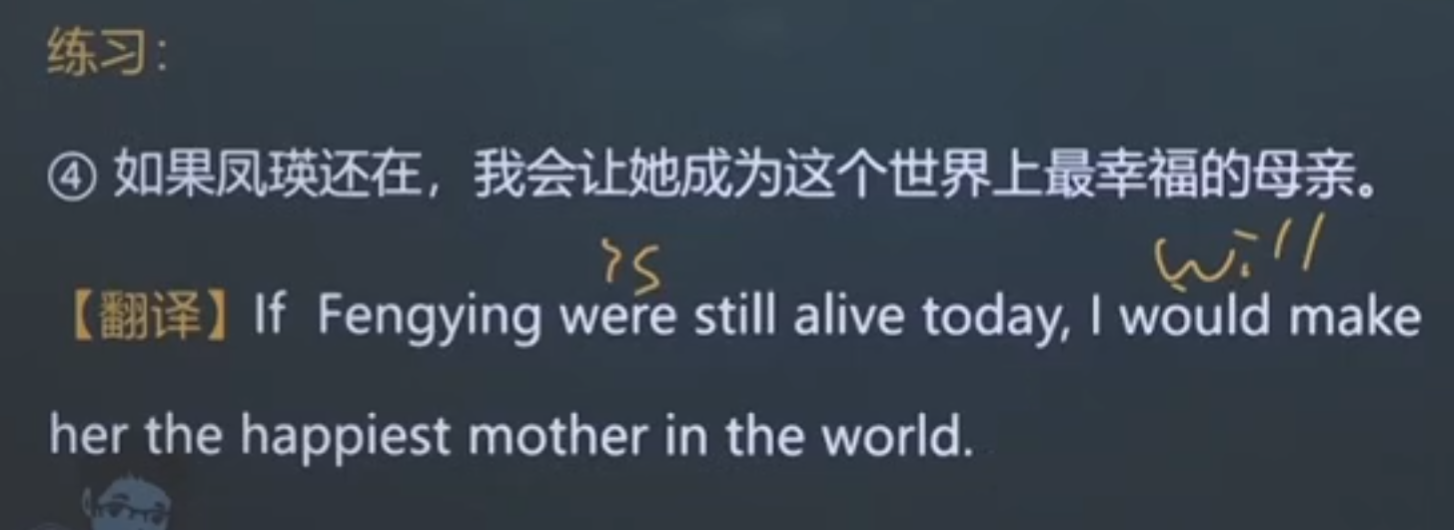 练习：
④ 如果凤瑛还在，我会让她成为这个世界上最幸福的母亲。
is will
【翻译】If Fengying were still alive today, I would make
her the happiest mother in the world.